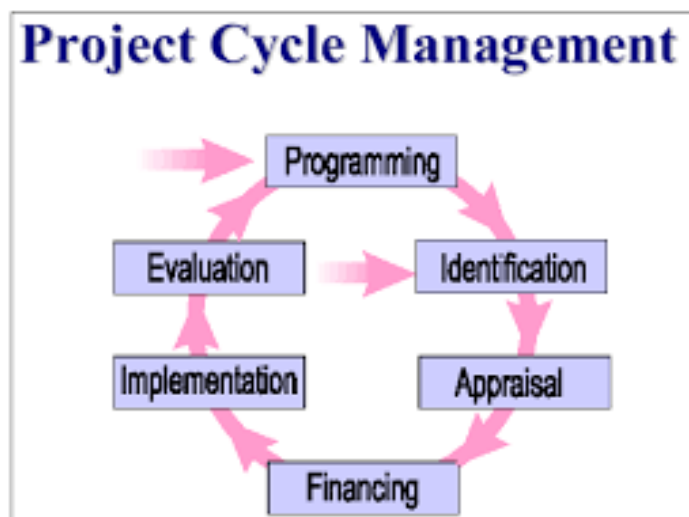 Project Cycle Management
Programming
Evaluation
Identification
Implementation
Appraisal
Financing